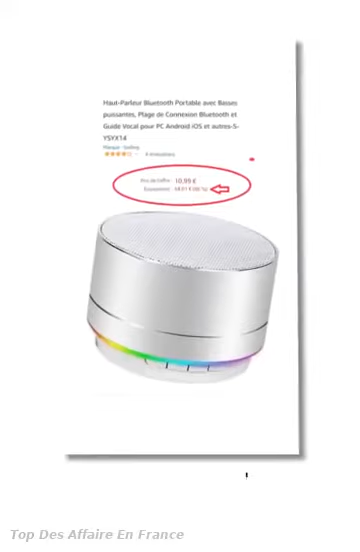 Haut-Parleur Bluetooth Portable avec Basses
puissantes, Plage de Connexion Bluetooth et
Guide Vocal pour PC Android iOS et autres-S-
YSYX14
10,99 €
Top Des Affaire En France